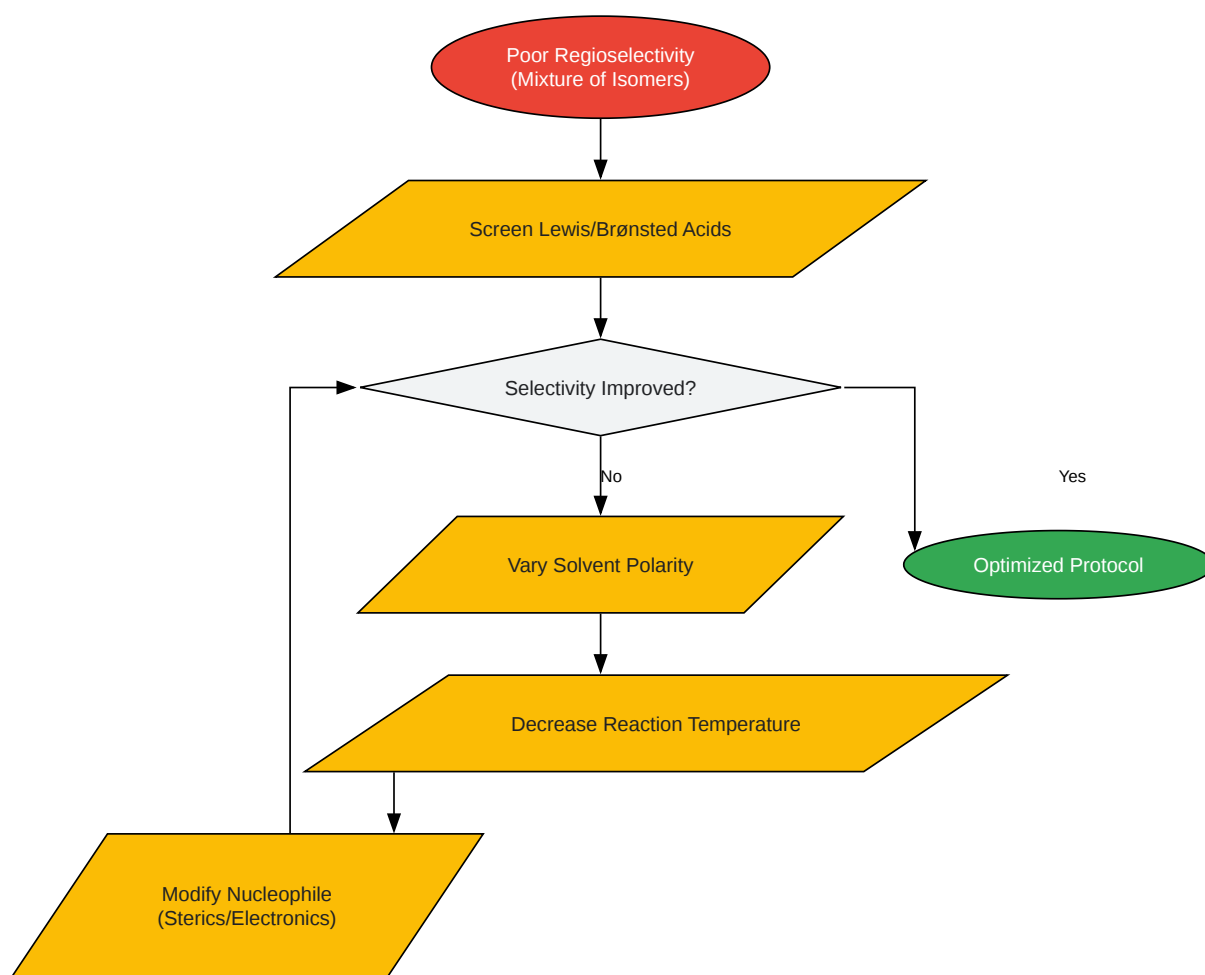 Poor Regioselectivity
(Mixture of Isomers)
Screen Lewis/Brønsted Acids
Selectivity Improved?
No
Yes
Vary Solvent Polarity
Optimized Protocol
Decrease Reaction Temperature
Modify Nucleophile
(Sterics/Electronics)